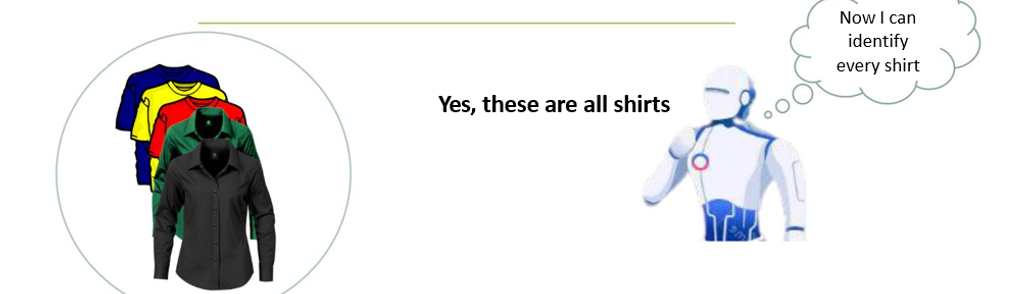 Now I can
identify
every shirt
Yes, these are all shirts